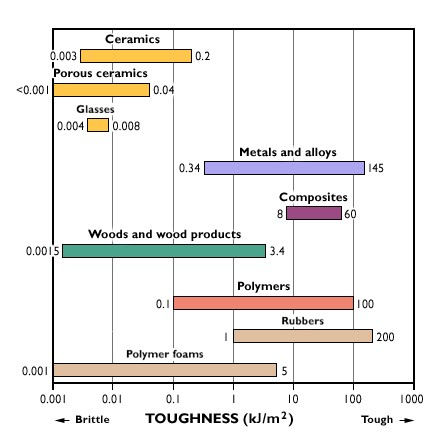 Ceramics
0.003 0.2
Porous ceramics
<0.001 0.04
Glasses
0.004 0.008
Metals and alloys
0.34 145
Composites
8 60
Woods and wood products
0.0015 3.4
Polymers
0.1 100
Rubbers
1 200
Polymer foams
0.001 5
0.001 0.01 0.1 1 10 100 1000
◄– Brittle TOUGHNESS (kJ/m²) Tough –►